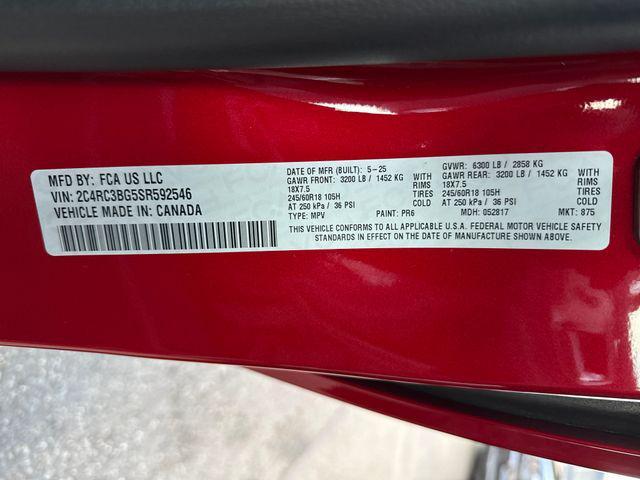 MFD BY: FCA US LLC
VIN: 2C4RC3BG5SR592546
VEHICLE MADE IN: CANADA
DATE OF MFR (BUILT): 5-25
GAWR FRONT: 3200 LB / 1452 KG WITH
18X7.5 RIMS
245/60R18 105H TIRES
AT 250 kPa / 36 PSI COLD
TYPE: MPV PAINT: PR6
GVWR: 6300 LB / 2858 KG
GAWR REAR: 3200 LB / 1452 KG WITH
18X7.5 RIMS
245/60R18 105H TIRES
AT 250 kPa / 36 PSI COLD
MDH: 052817 MKT: 875
THIS VEHICLE CONFORMS TO ALL APPLICABLE U.S.A. FEDERAL MOTOR VEHICLE SAFETY
STANDARDS IN EFFECT ON THE DATE OF MANUFACTURE SHOWN ABOVE.